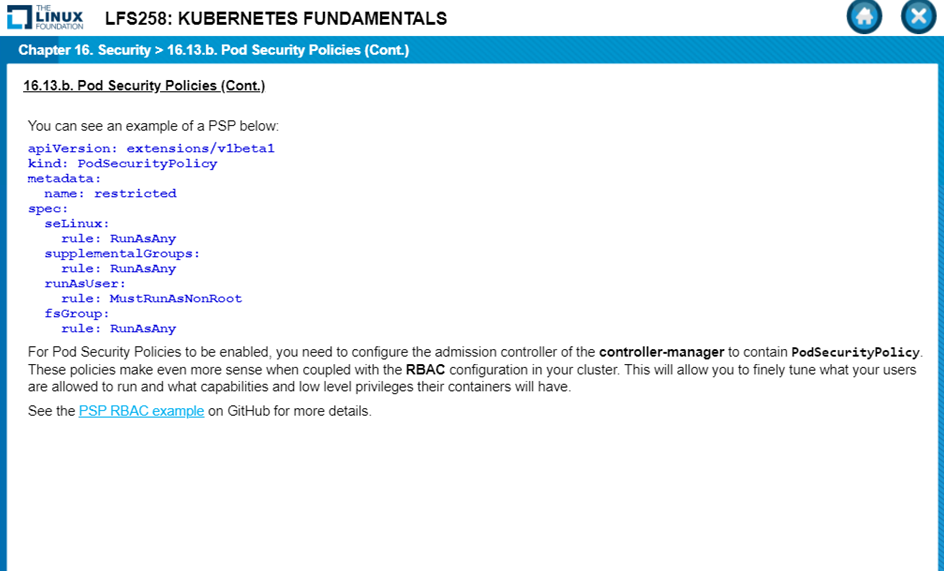 THE
LINUX
FOUNDATION
LFS258: KUBERNETES FUNDAMENTALS
Chapter 16. Security > 16.13.b. Pod Security Policies (Cont.)
16.13.b. Pod Security Policies (Cont.)
You can see an example of a PSP below:
apiVersion: extensions/v1beta1
kind: PodSecurityPolicy
metadata:
  name: restricted
spec:
  seLinux:
    rule: RunAsAny
  supplementalGroups:
    rule: RunAsAny
  runAsUser:
    rule: MustRunAsNonRoot
  fsGroup:
    rule: RunAsAny
For Pod Security Policies to be enabled, you need to configure the admission controller of the controller-manager to contain PodSecurityPolicy.
These policies make even more sense when coupled with the RBAC configuration in your cluster. This will allow you to finely tune what your users
are allowed to run and what capabilities and low level privileges their containers will have.
See the PSP RBAC example on GitHub for more details.